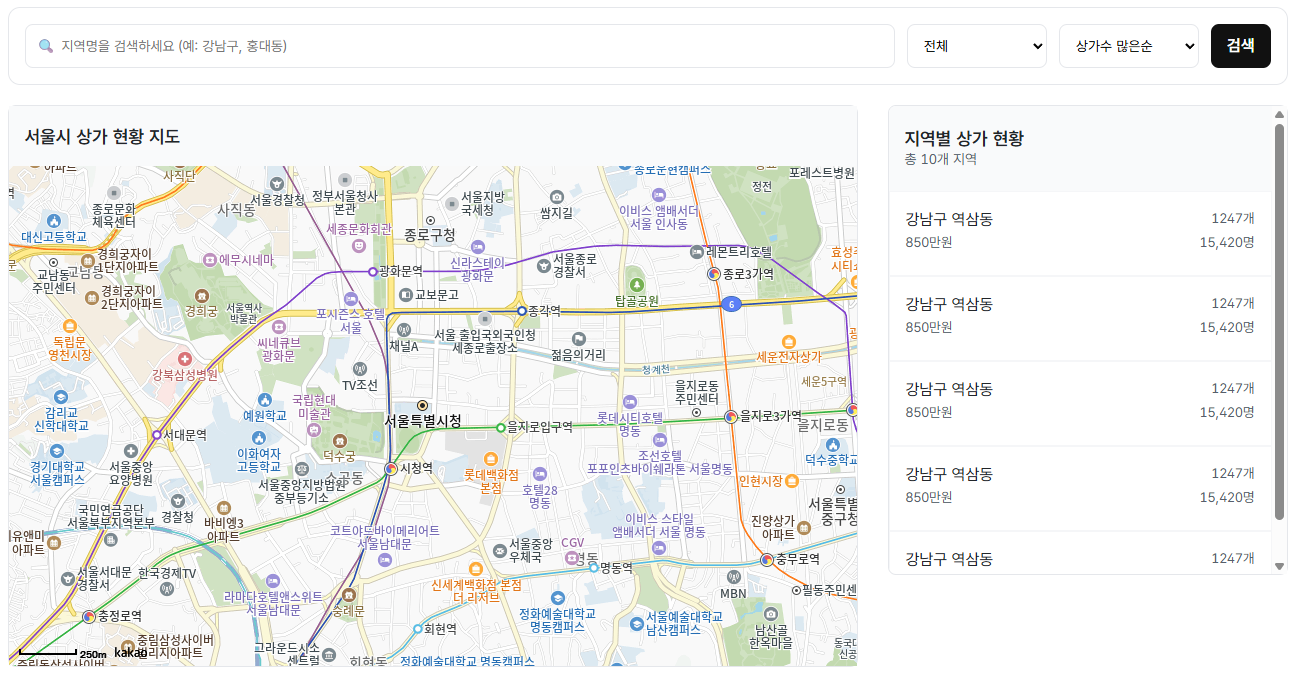 지역명을 검색하세요 (예: 강남구, 홍대동)
전체
상가수 많은순
검색
서울시 상가 현황 지도
아파트
사직단
서울경찰청
정부서울청사
본관
서울지방
국세청
쌈지길
종로운현캠퍼스
정전
포레스트병원
종로문화
체육센터
사직동
세종문화회관
종로구청
이비스 앰배서더
서울 인사동
대신고등학교
경희궁자이
1단지아파트
교남동
주민센터
에무시네마
광화문역
신라스테이
광화문
서울종로
경찰서
레몬트리호텔
종로3가역
경희궁자이
2단지아파트
경희궁
서울역사
박물관
포시즌스 호텔
서울
교보문고
종각역
탑골공원
6
독립문
영천시장
씨네큐브
광화문
채널A
서울 출입국외국인청
세종로출장소
젊음의거리
청계천
세운전자상가
강북삼성병원
TV조선
을지로동
주민센터
세운5구역
감리교
신학대학교
예원학교
국립현대
미술관
서울특별시청
을지로입구역
롯데시티호텔
명동
을지로3가역
을지로동
서대문역
이화여자
고등학교
덕수궁
시청역
소공동
롯데백화점
본점
조선호텔
포포인츠바이쉐라톤 서울명동
덕수중학교
경기대학교
서울캠퍼스
서울중앙
요양병원
서울중앙지방법원
중부등기소
호텔28
명동
인현시장
국민연금공단
서울북부지역본부
경찰청
바비엥3
아파트
코트야드바이메리어트
서울남대문
이비스 스타일
앰배서더 서울 명동
진양상가
아파트
서울중앙
우체국
CGV
명동
명동역
충무로역
서울서대문
경찰서
한국경제TV
라마다호텔앤스위트
서울남대문
숭례문
신세계백화점 본점
더 리저브
정화예술대학교
명동캠퍼스
서울예술대학교
남산캠퍼스
MBN
필동주민센
충정로역
회현역
남산골
한옥마을
중림삼성사이버
빌리지아파트
그라운드시소
센트럴
회현동
정화예술대학교 명동캠퍼스
250m
kakao
지역별 상가 현황
총 10개 지역
강남구 역삼동 1247개
850만원 15,420명
강남구 역삼동 1247개
850만원 15,420명
강남구 역삼동 1247개
850만원 15,420명
강남구 역삼동 1247개
850만원 15,420명
강남구 역삼동 1247개